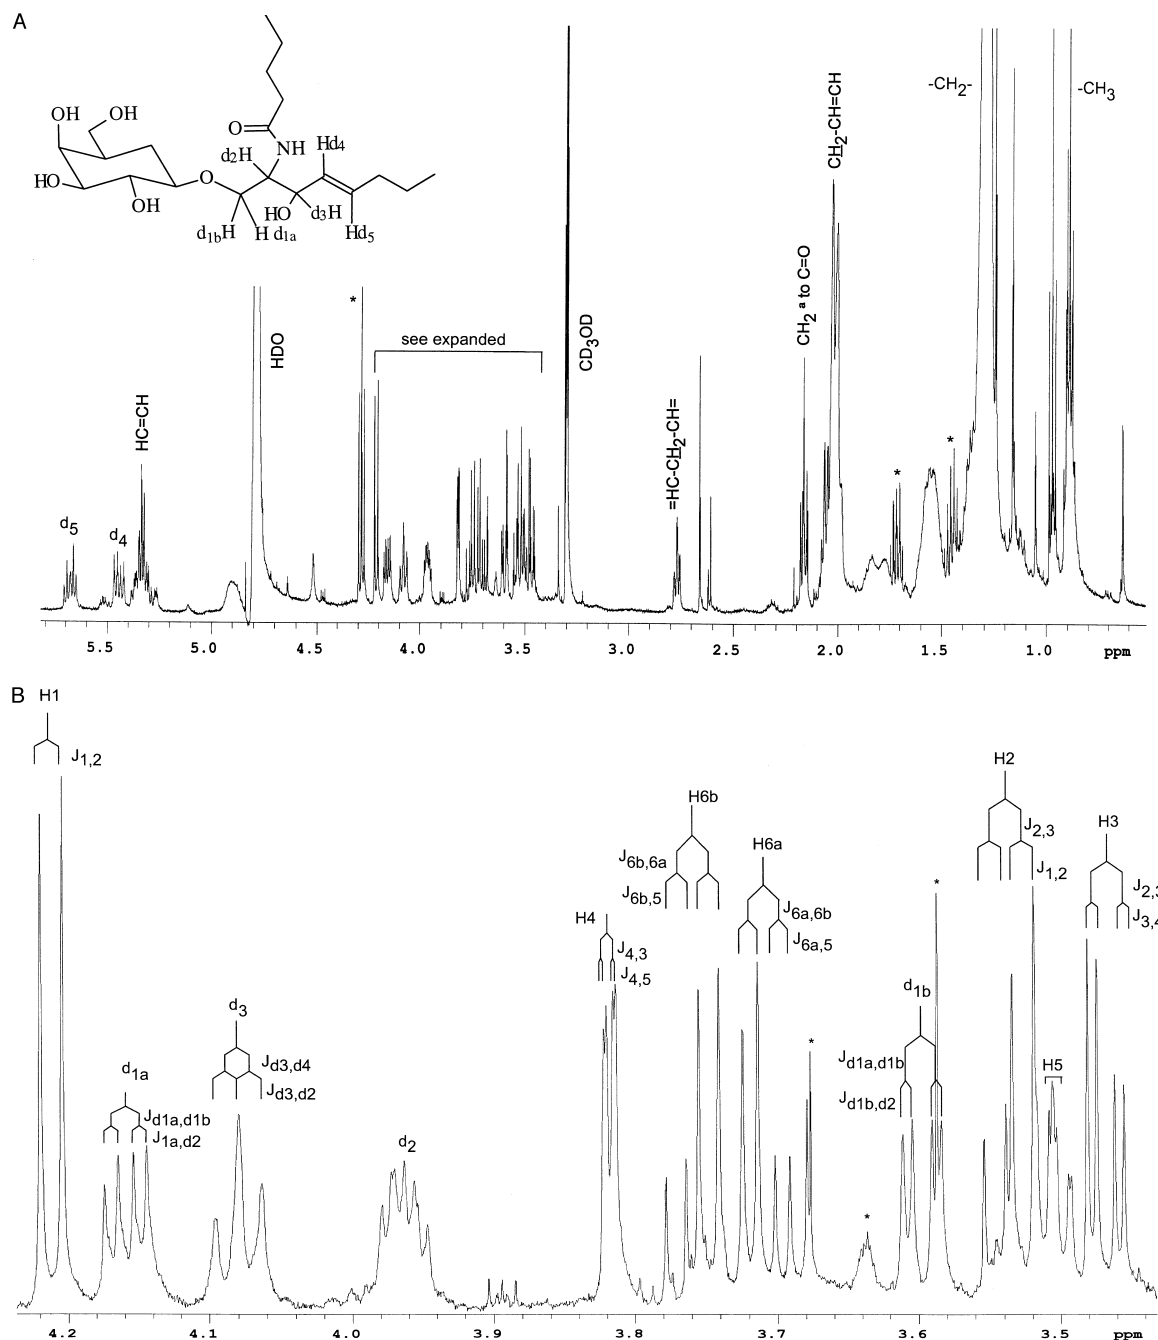 A
OH
OH
HO
OH
O
O
NH
d2H
Hd4
HO
d3H
d1bH
H
d1a
Hd5
*
see expanded
HDO
CD3OD
d5
d4
HC=CH
=HC-CH2-CH=
CH2 a to C=O
CH2-CH=CH
*
*
-CH2-
-CH3
5.5 5.0 4.5 4.0 3.5 3.0 2.5 2.0 1.5 1.0 ppm
B
H1
J1,2
d1a
Jd1a,d1b
J1a,d2
d3
Jd3,d4
Jd3,d2
d2
H4
J4,3
J4,5
H6b
J6b,6a
J6b,5
H6a
J6a,6b
J6a,5
*
*
d1b
Jd1a,d1b
Jd1b,d2
*
H2
J2,3
J1,2
H5
H3
J2,3
J3,4
4.2 4.1 4.0 3.9 3.8 3.7 3.6 3.5 ppm